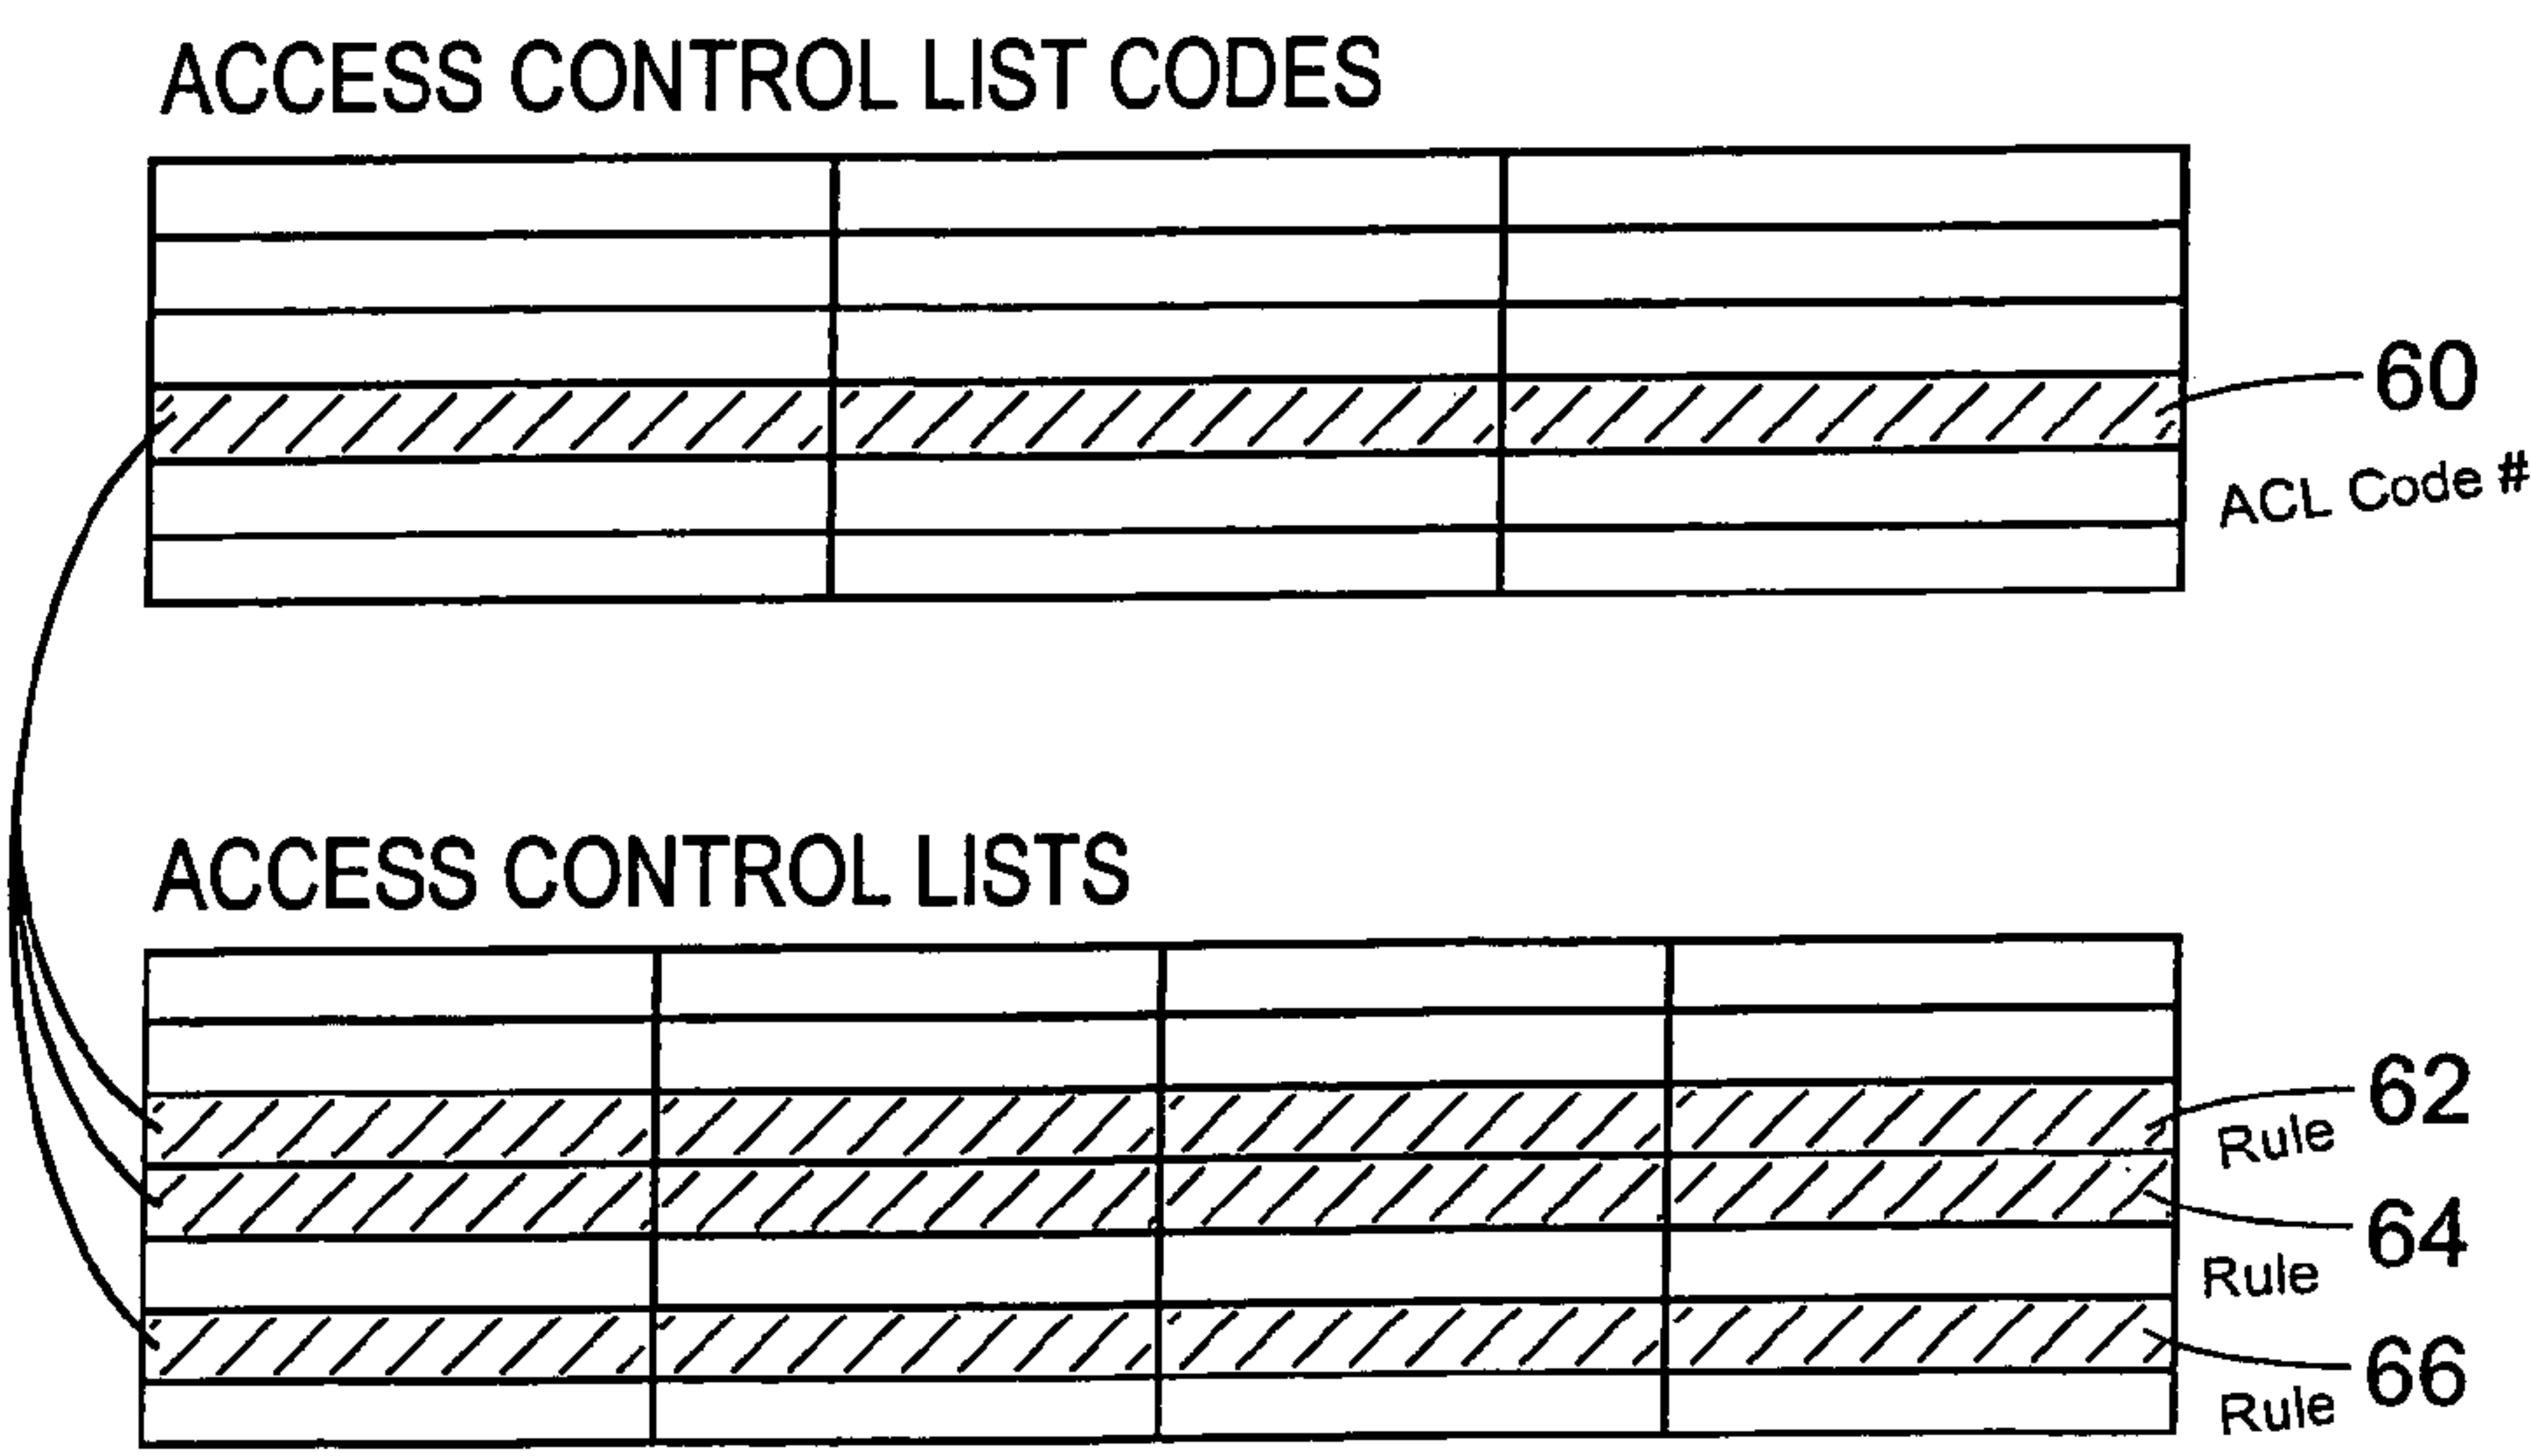 ACCESS CONTROL LIST CODES
60
ACL Code #
ACCESS CONTROL LISTS
62
Rule
64
Rule
66
Rule